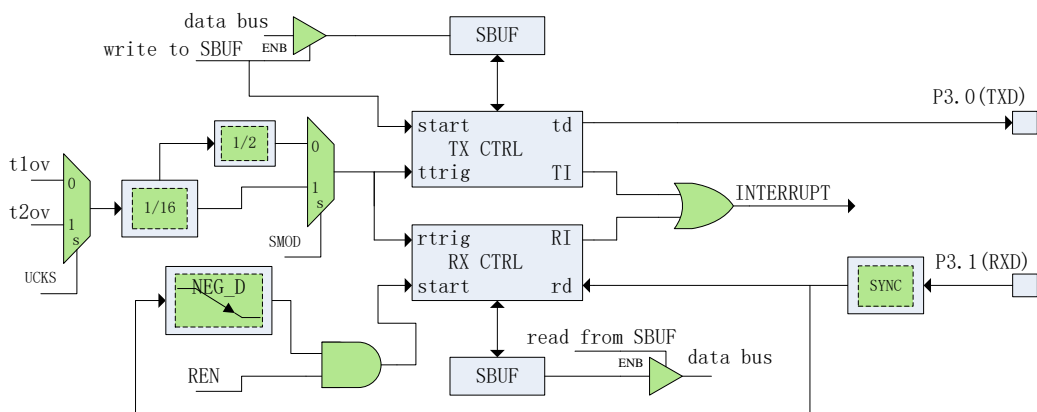 data bus
ENB
SBUF
write to SBUF
P3.0(TXD)
start td
TX CTRL
ttrig TI
1/2
0
1
s
SMOD
t1ov
t2ov
0
1
s
UCKS
1/16
INTERRUPT
rtrig RI
RX CTRL
start rd
P3.1(RXD)
SYNC
NEG_D
REN
read from SBUF
ENB
data bus
SBUF